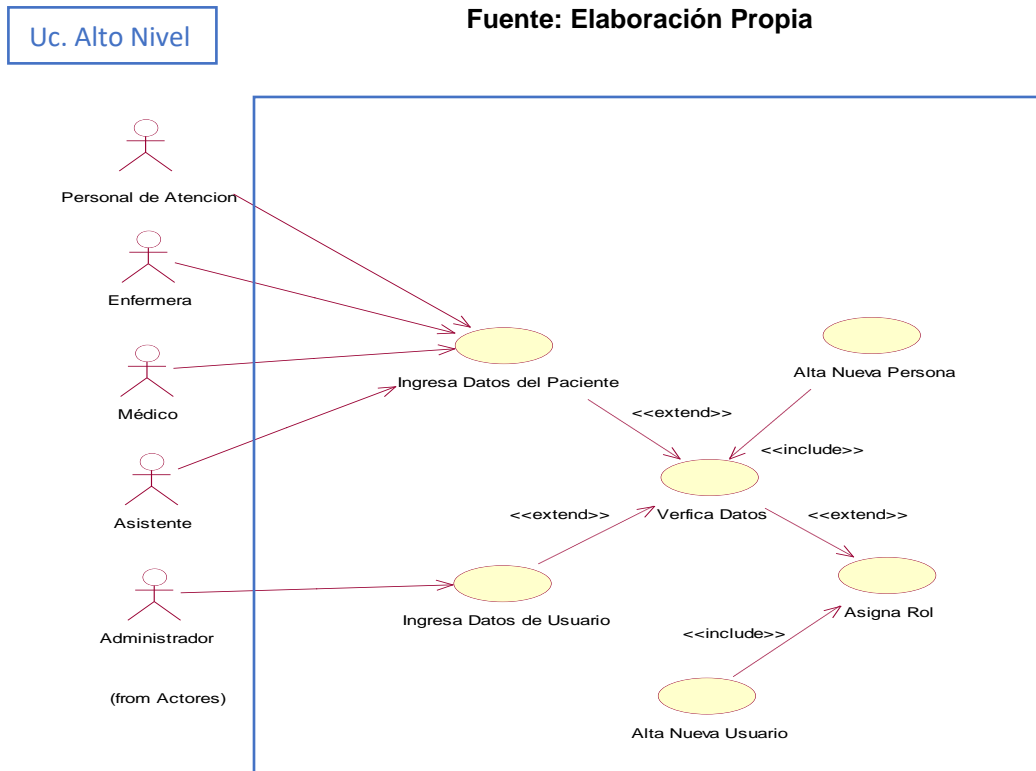 Fuente: Elaboración Propia
Uc. Alto Nivel
Personal de Atencion
Enfermera
Médico
Asistente
Administrador
(from Actores)
Ingresa Datos del Paciente
Alta Nueva Persona
<<extend>>
<<include>>
Verfica Datos
<<extend>>
<<extend>>
Ingresa Datos de Usuario
Asigna Rol
<<include>>
Alta Nueva Usuario